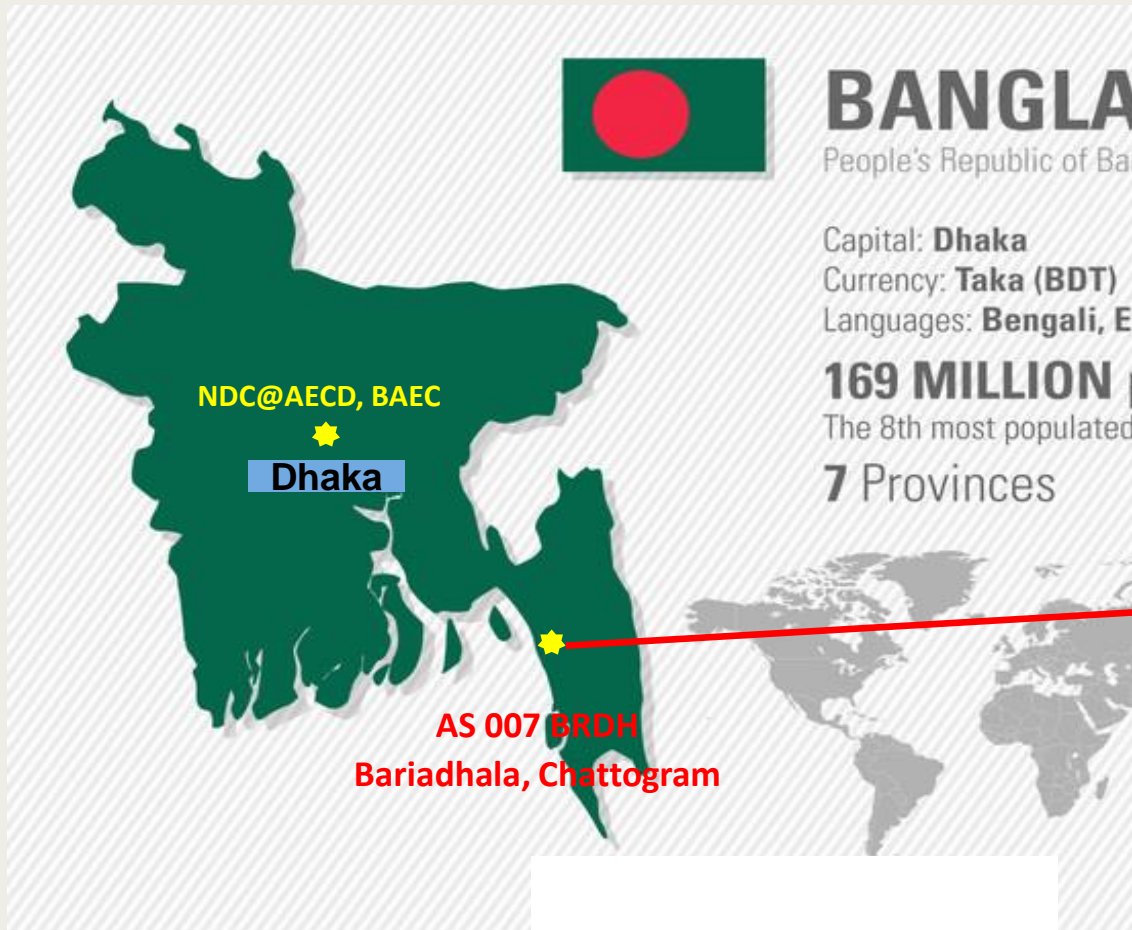 BANGLA
People's Republic of Ba
Capital: Dhaka
Currency: Taka (BDT)
Languages: Bengali, E
169 MILLION
The 8th most populated
7 Provinces
NDC@AECD, BAEC
Dhaka
AS 007 BRDH
Bariadhala, Chattogram